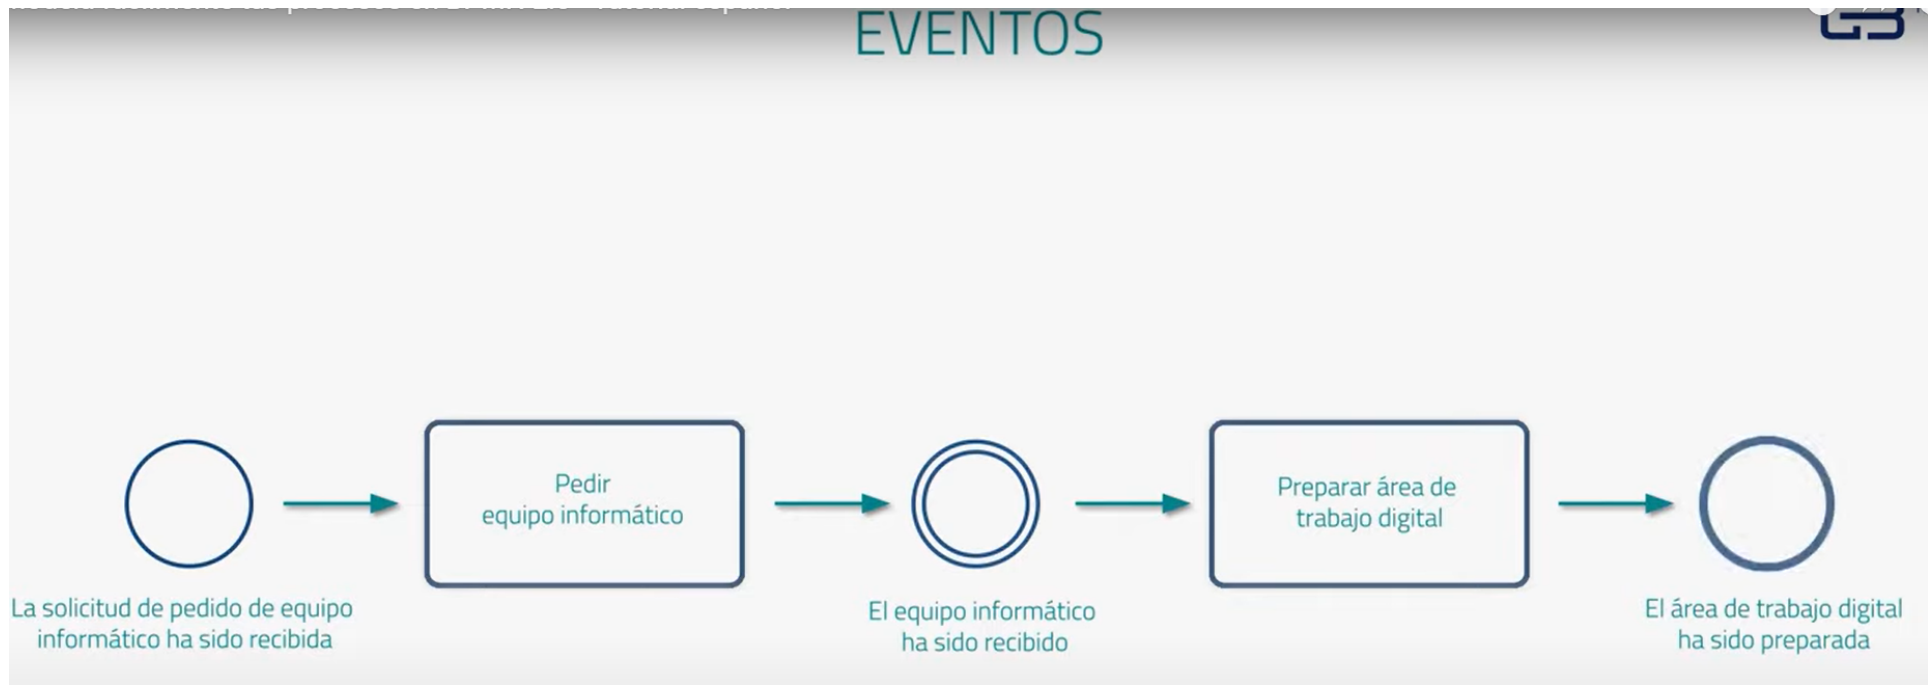 EVENTOS
GB
Pedir
equipo informático
Preparar área de
trabajo digital
La solicitud de pedido de equipo
informático ha sido recibida
El equipo informático
ha sido recibido
El área de trabajo digital
ha sido preparada